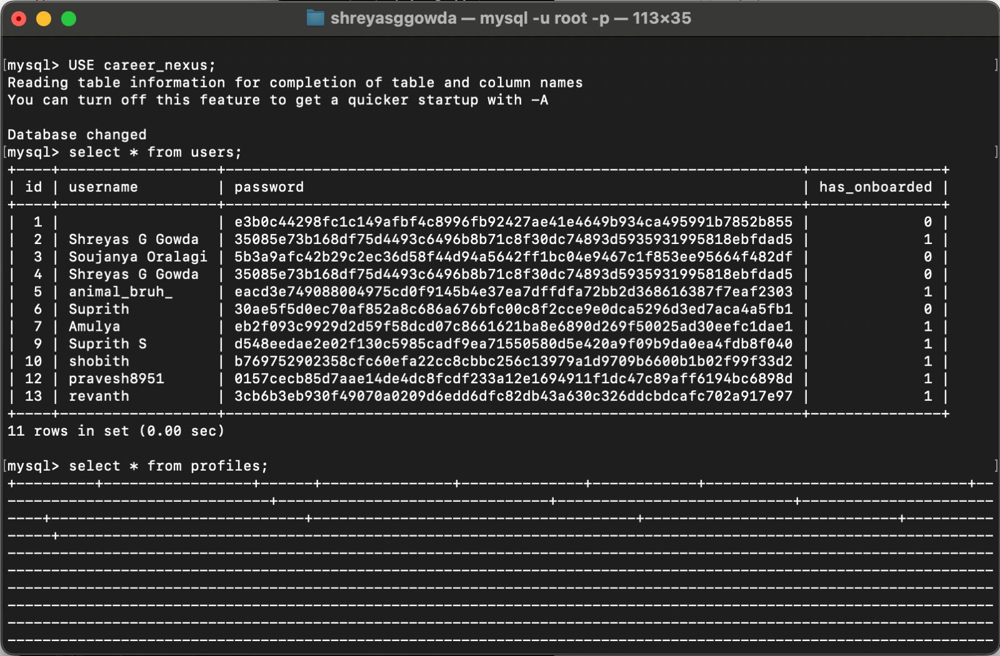 shreyasggowda — mysql -u root -p — 113×35
[mysql> USE career_nexus; ]
Reading table information for completion of table and column names
You can turn off this feature to get a quicker startup with -A
Database changed
[mysql> select * from users; ]
+----+------------------+------------------------------------------------------------------+---------------+
| id | username         | password                                                         | has_onboarded |
+----+------------------+------------------------------------------------------------------+---------------+
|  1 |                  | e3b0c44298fc1c149afbf4c8996fb92427ae41e4649b934ca495991b7852b855 |             0 |
|  2 | Shreyas G Gowda  | 35085e73b168df75d4493c6496b8b71c8f30dc74893d5935931995818ebfdad5 |             1 |
|  3 | Soujanya Oralagi | 5b3a9afc42b29c2ec36d58f44d94a5642ff1bc04e9467c1f853ee95664f482df |             0 |
|  4 | Shreyas G Gowda  | 35085e73b168df75d4493c6496b8b71c8f30dc74893d5935931995818ebfdad5 |             0 |
|  5 | animal_bruh_     | eacd3e749088004975cd0f9145b4e37ea7dffdfa72bb2d368616387f7eaf2303 |             1 |
|  6 | Suprith          | 30ae5f5d0ec70af852a8c686a676bfc00c8f2cce9e0dca5296d3ed7aca4a5fb1 |             0 |
|  7 | Amulya           | eb2f093c9929d2d59f58dcd07c8661621ba8e6890d269f50025ad30eefc1dae1 |             1 |
|  9 | Suprith S        | d548eedae2e02f130c5985cadf9ea71550580d5e420a9f09b9da0ea4fdb8f040 |             1 |
| 10 | shobith          | b769752902358cfc60efa22cc8cbbc256c13979a1d9709b6600b1b02f99f33d2 |             1 |
| 12 | pravesh8951      | 0157cecb85d7aae14de4dc8fcdf233a12e1694911f1dc47c89aff6194bc6898d |             1 |
| 13 | revanth          | 3cb6b3eb930f49070a0209d6edd6dfc82db43a630c326ddcbdcafc702a917e97 |             1 |
+----+------------------+------------------------------------------------------------------+---------------+
11 rows in set (0.00 sec)
[mysql> select * from profiles; ]